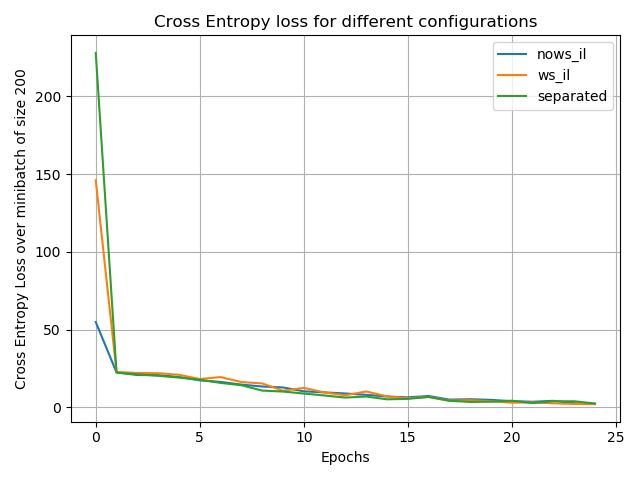 Cross Entropy loss for different configurations
Cross Entropy Loss over minibatch of size 200
200
150
100
50
0
nows_il
ws_il
separated
0 5 10 15 20 25
Epochs